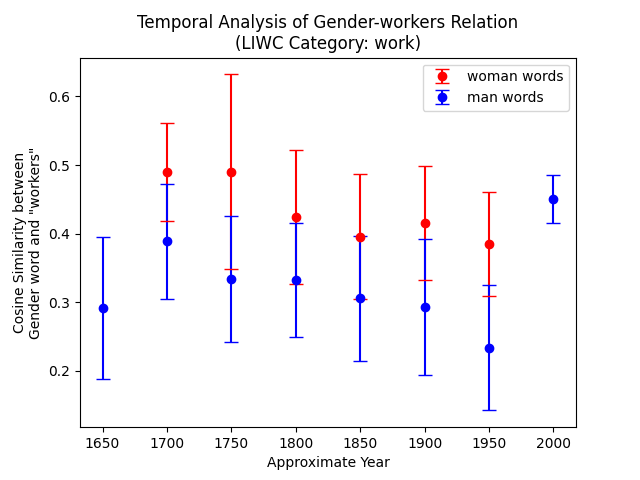 Temporal Analysis of Gender-workers Relation
(LIWC Category: work)
woman words
man words
0.6
0.5
0.4
0.3
0.2
Cosine Similarity between
Gender word and "workers"
1650 1700 1750 1800 1850 1900 1950 2000
Approximate Year